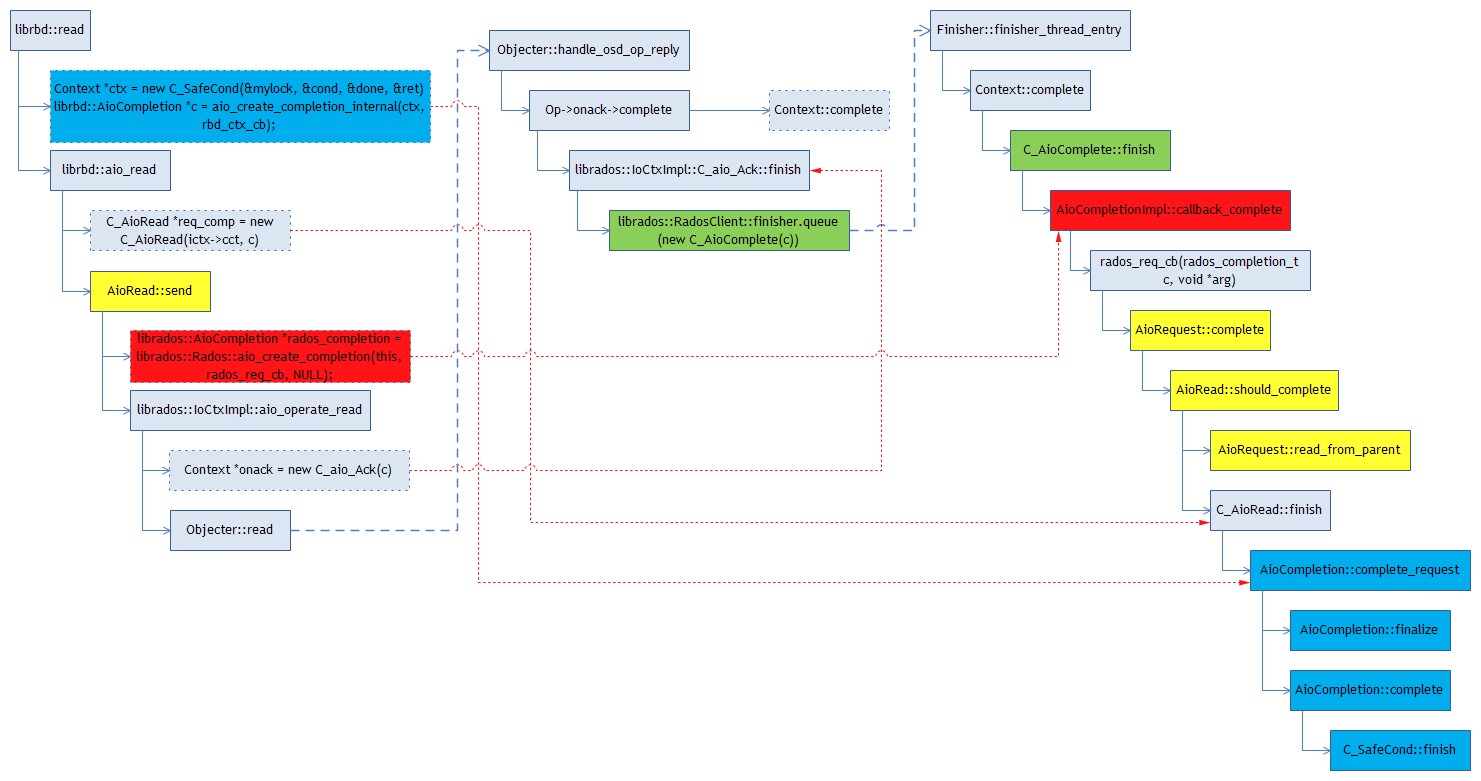 librbd::read
Context *ctx = new C_SafeCond(&mylock, &cond, &done, &ret)
librbd::AioCompletion *c = aio_create_completion_internal(ctx,
rbd_ctx_cb);
librbd::aio_read
C_AioRead *req_comp = new
C_AioRead(ictx->cct, c)
AioRead::send
librados::AioCompletion *rados_completion =
librados::Rados::aio_create_completion(this,
rados_req_cb, NULL);
librados::IoCtxImpl::aio_operate_read
Context *onack = new C_aio_Ack(c)
Objecter::read
Objecter::handle_osd_op_reply
Op->onack->complete
Context::complete
librados::IoCtxImpl::C_aio_Ack::finish
librados::RadosClient::finisher.queue
(new C_AioComplete(c))
Finisher::finisher_thread_entry
Context::complete
C_AioComplete::finish
AioCompletionImpl::callback_complete
rados_req_cb(rados_completion_t
c, void *arg)
AioRequest::complete
AioRead::should_complete
AioRequest::read_from_parent
C_AioRead::finish
AioCompletion::complete_request
AioCompletion::finalize
AioCompletion::complete
C_SafeCond::finish